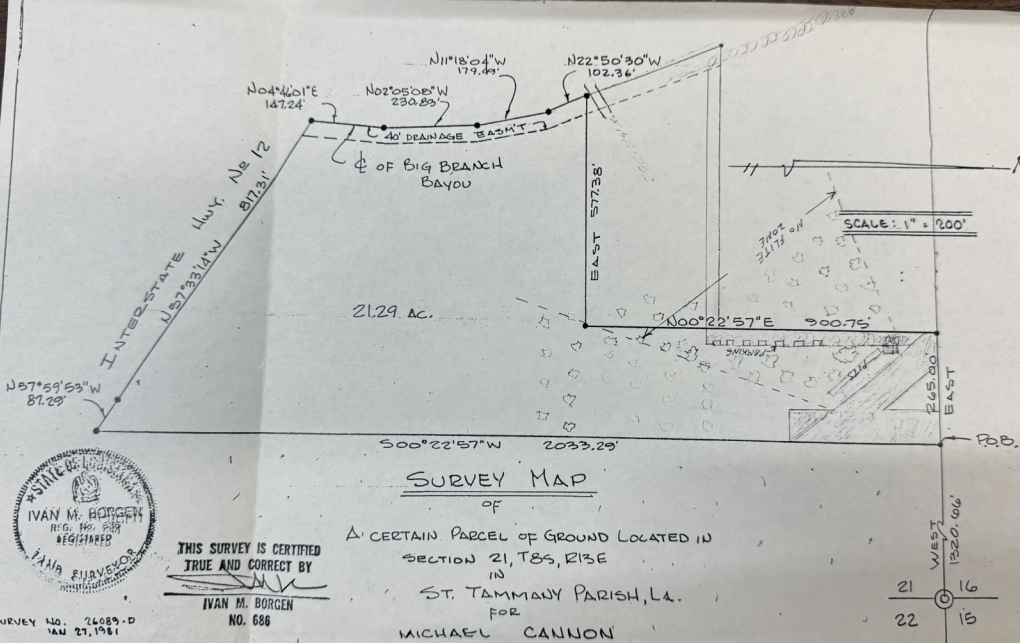 N04°46'01"E
147.24'
N02°05'08"W
230.83'
N11°18'04"W
N22°50'30"W
102.36'
40' DRAINAGE EASM'T
℄ OF BIG BRANCH
BAYOU
INTERSTATE HWY. No 12
N57°33'14"W 817.31'
N57°59'53"W
87.29'
21.29 AC.
EAST 577.38'
NO FLITE
ZONE
SCALE: 1" = 200'
N00°22'57"E 900.75'
PARKING
PITS
265.00'
EAST
P.O.B.
S00°22'57"W 2033.29'
WEST
1320.66'
21 16
22 15
SURVEY MAP
OF
A CERTAIN PARCEL OF GROUND LOCATED IN
SECTION 21, T8S, R13E
IN
ST. TAMMANY PARISH, LA.
FOR
MICHAEL CANNON
STATE OF LOUISIANA
IVAN M. BORGEN
REG. No. 686
REGISTERED
LAND SURVEYOR
THIS SURVEY IS CERTIFIED
TRUE AND CORRECT BY
IVAN M. BORGEN
NO. 686
SURVEY No. 26089-D
JAN 27, 1981